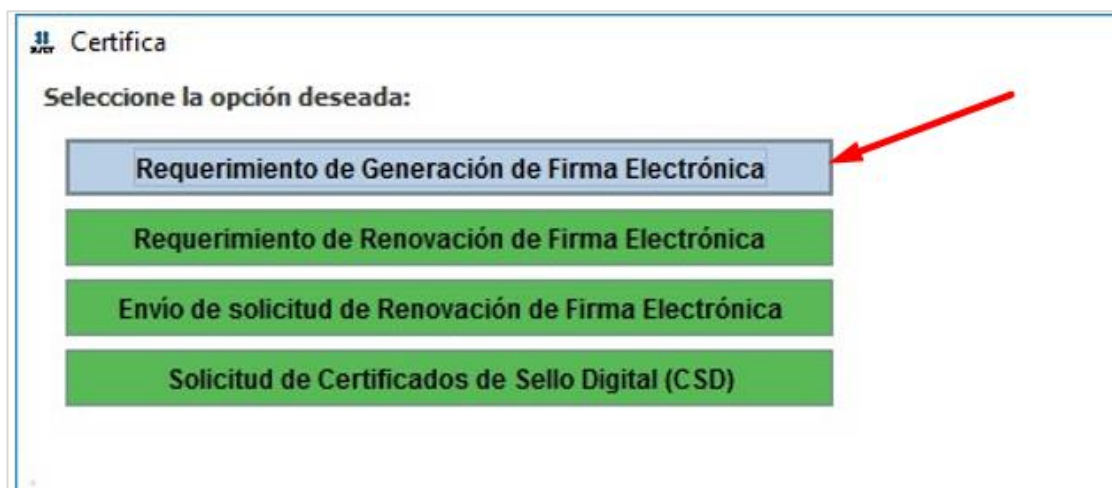 Certifica
Seleccione la opción deseada:
Requerimiento de Generación de Firma Electrónica
Requerimiento de Renovación de Firma Electrónica
Envío de solicitud de Renovación de Firma Electrónica
Solicitud de Certificados de Sello Digital (CSD)